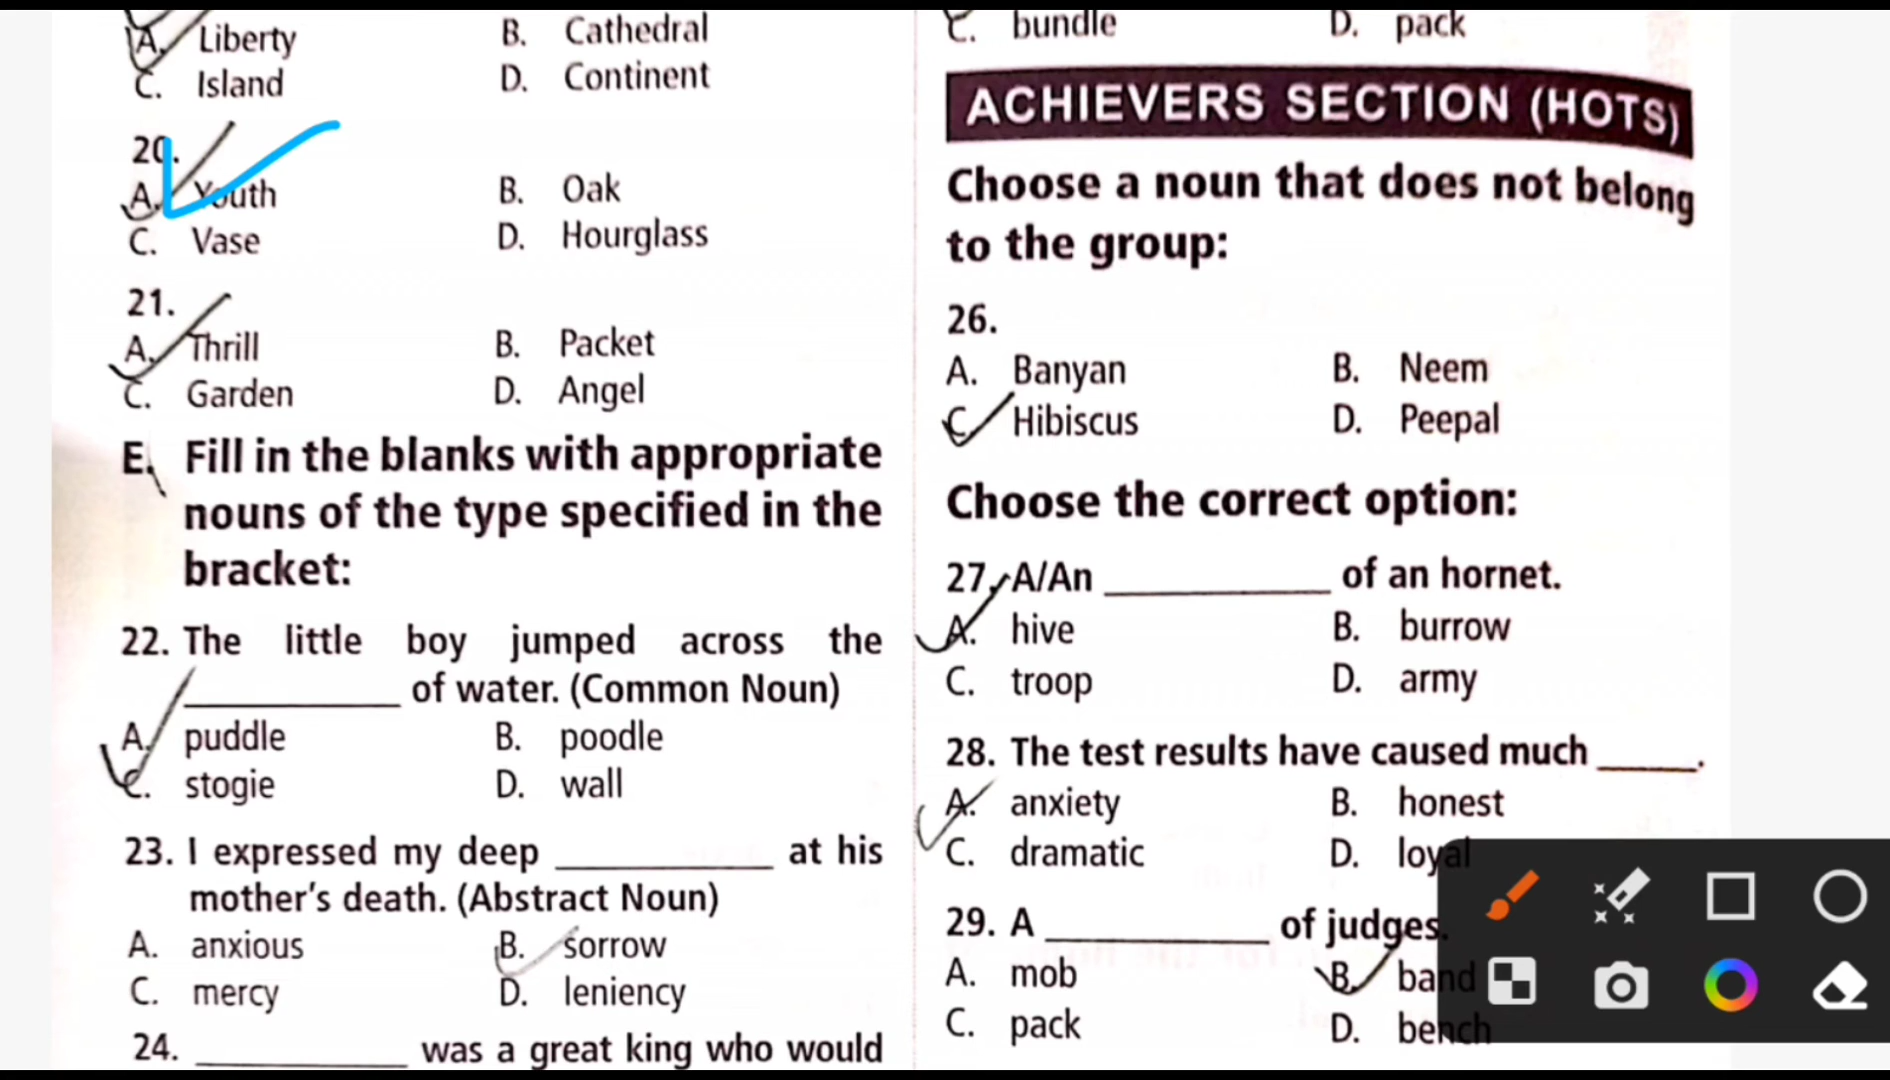 A. Liberty B. Cathedral
C. Island D. Continent
20.
A. Youth B. Oak
C. Vase D. Hourglass
21.
A. Thrill B. Packet
C. Garden D. Angel
E. Fill in the blanks with appropriate
nouns of the type specified in the
bracket:
22. The little boy jumped across the
____________ of water. (Common Noun)
A. puddle B. poodle
C. stogie D. wall
23. I expressed my deep ____________ at his
mother's death. (Abstract Noun)
A. anxious B. sorrow
C. mercy D. leniency
24. ____________ was a great king who would
C. bundle D. pack
ACHIEVERS SECTION (HOTS)
Choose a noun that does not belong
to the group:
26.
A. Banyan B. Neem
C. Hibiscus D. Peepal
Choose the correct option:
27. A/An ____________ of an hornet.
A. hive B. burrow
C. troop D. army
28. The test results have caused much _____.
A. anxiety B. honest
C. dramatic D. loyal
29. A ____________ of judges.
A. mob B. band
C. pack D. bench